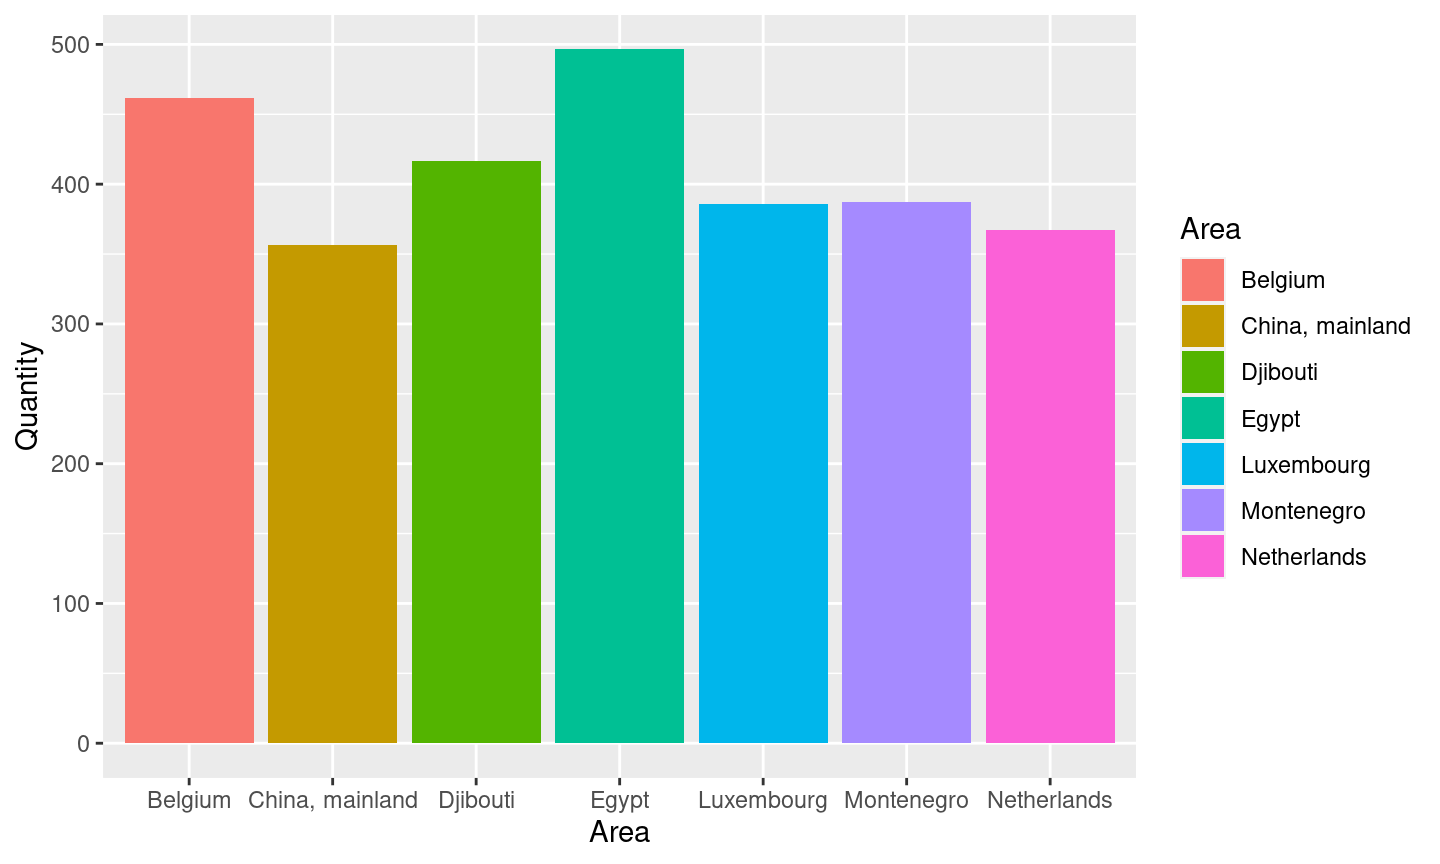 500
400
300
200
100
0
Quantity
Belgium China, mainland Djibouti Egypt Luxembourg Montenegro Netherlands
Area
Area
Belgium
China, mainland
Djibouti
Egypt
Luxembourg
Montenegro
Netherlands